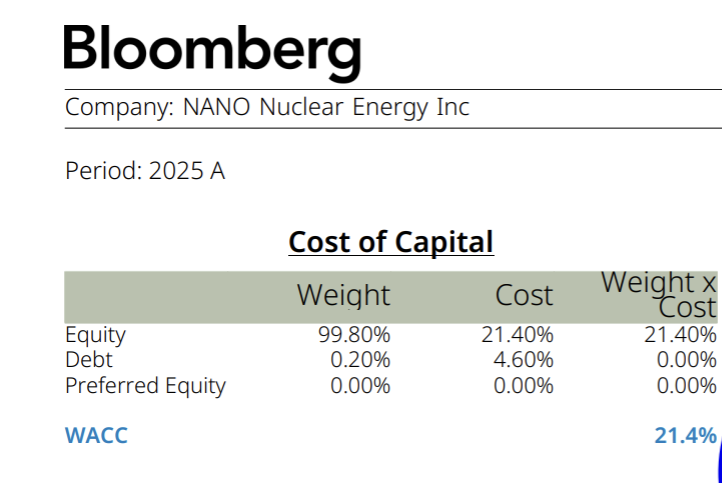 Bloomberg
Company: NANO Nuclear Energy Inc
Period: 2025 A
Cost of Capital
Weight Cost Weight x Cost
Equity 99.80% 21.40% 21.40%
Debt 0.20% 4.60% 0.00%
Preferred Equity 0.00% 0.00% 0.00%
WACC 21.4%